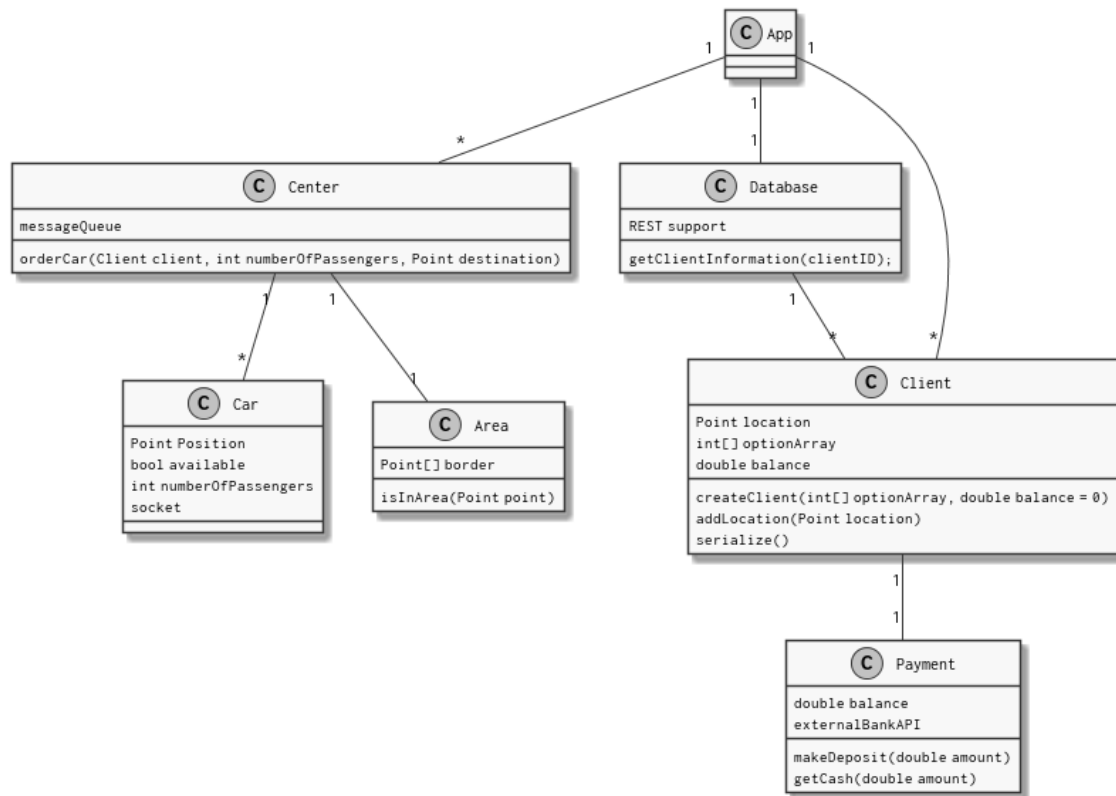 C App
1
1
1
*
1
1
C Center
messageQueue
orderCar(Client client, int numberOfPassengers, Point destination)
C Database
REST support
getClientInformation(clientID);
1
1
1
*
1
*
*
C Car
Point Position
bool available
int numberOfPassengers
socket
C Area
Point[] border
isInArea(Point point)
C Client
Point location
int[] optionArray
double balance
createClient(int[] optionArray, double balance = 0)
addLocation(Point location)
serialize()
1
1
C Payment
double balance
externalBankAPI
makeDeposit(double amount)
getCash(double amount)